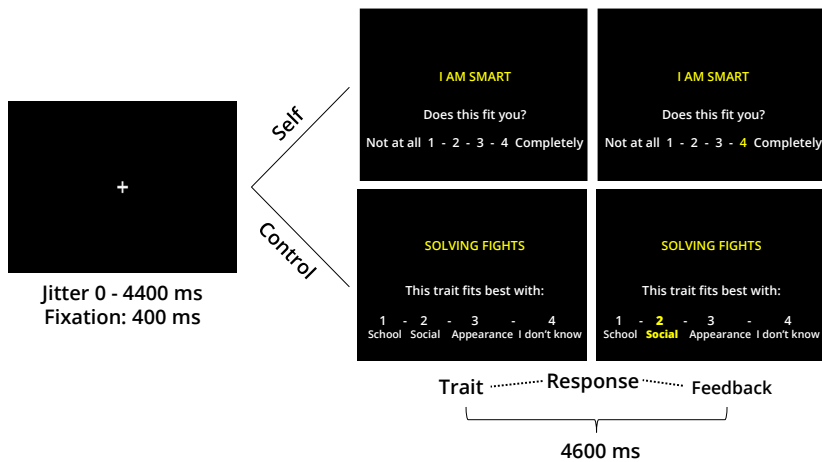 +
Jitter 0 - 4400 ms
Fixation: 400 ms
Self
Control
I AM SMART
Does this fit you?
Not at all 1 - 2 - 3 - 4 Completely
I AM SMART
Does this fit you?
Not at all 1 - 2 - 3 - 4 Completely
SOLVING FIGHTS
This trait fits best with:
1 - 2 - 3 - 4
School Social Appearance I don't know
SOLVING FIGHTS
This trait fits best with:
1 - 2 - 3 - 4
School Social Appearance I don't know
Trait Response Feedback
4600 ms